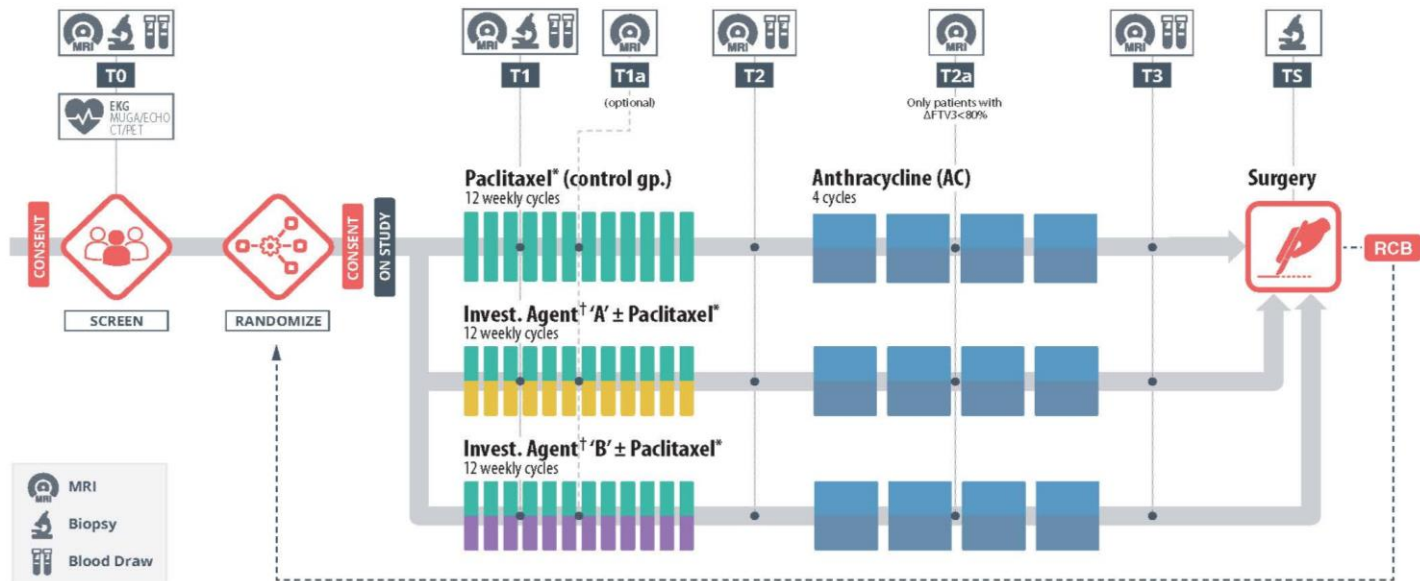 MRI
T0
EKG
MUGA/ECHO
CT/PET
MRI
T1
MRI
T1a
(optional)
MRI
T2
MRI
T2a
Only patients with
ΔFTV3<80%
MRI
T3
TS
CONSENT
SCREEN
RANDOMIZE
CONSENT
ON STUDY
Paclitaxel* (control gp.)
12 weekly cycles
Anthracycline (AC)
4 cycles
Surgery
RCB
Invest. Agent† ‘A’ ± Paclitaxel*
12 weekly cycles
Invest. Agent† ‘B’ ± Paclitaxel*
12 weekly cycles
MRI
MRI
Biopsy
Blood Draw